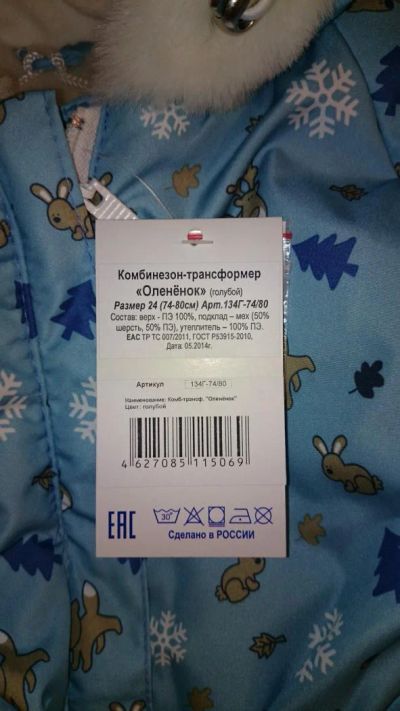 Комбинезон-трансформер
«Оленёнок» (голубой)
Размер 24 (74-80см) Арт.134Г-74/80
Состав: верх - ПЭ 100%, подклад – мех (50%
шерсть, 50% ПЭ), утеплитель – 100% ПЭ.
ЕАС ТР ТС 007/2011, ГОСТ Р53915-2010,
Дата: 05.2014г.
Артикул 134Г-74/80
Наименование: Комб-трансф. "Оленёнок"
Цвет: голубой
4 627085 115069
EAC 30°
Сделано в РОССИИ